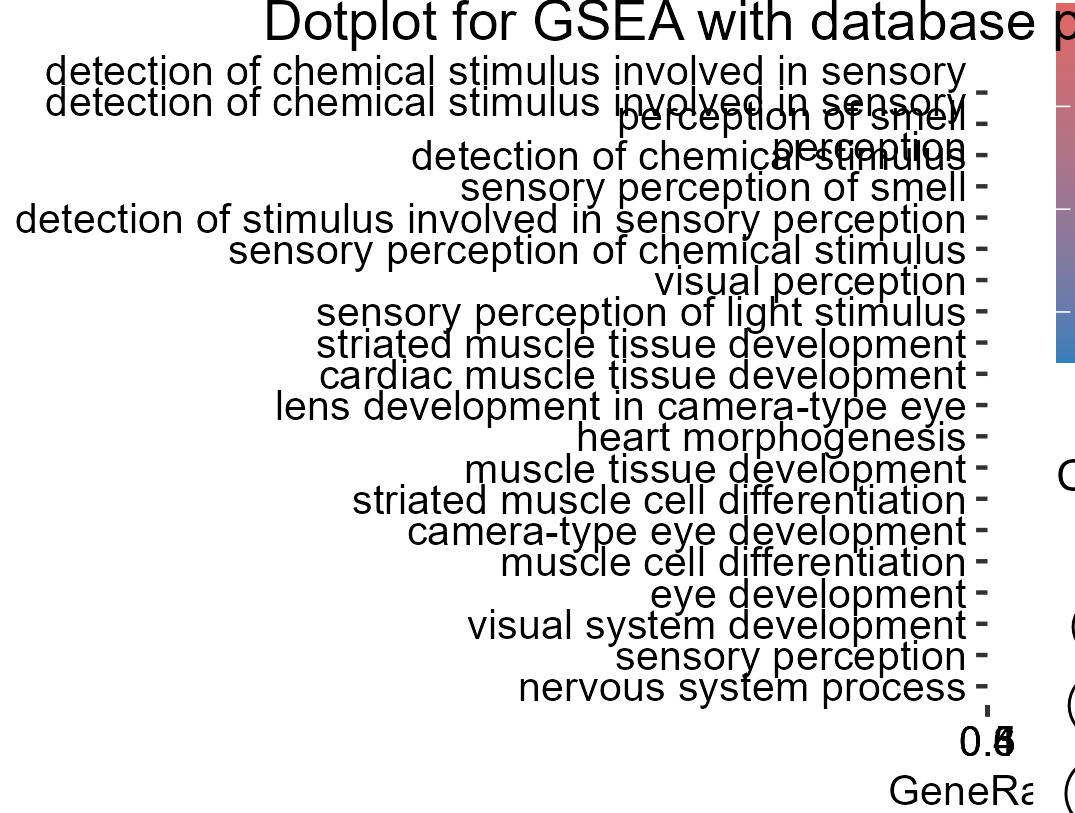 Dotplot for GSEA with database p
detection of chemical stimulus involved in sensory
perception of smell
detection of chemical stimulus involved in sensory
perception
detection of chemical stimulus
sensory perception of smell
detection of stimulus involved in sensory perception
sensory perception of chemical stimulus
visual perception
sensory perception of light stimulus
striated muscle tissue development
cardiac muscle tissue development
lens development in camera-type eye
heart morphogenesis
muscle tissue development
striated muscle cell differentiation
camera-type eye development
muscle cell differentiation
eye development
visual system development
sensory perception
nervous system process
GeneRa